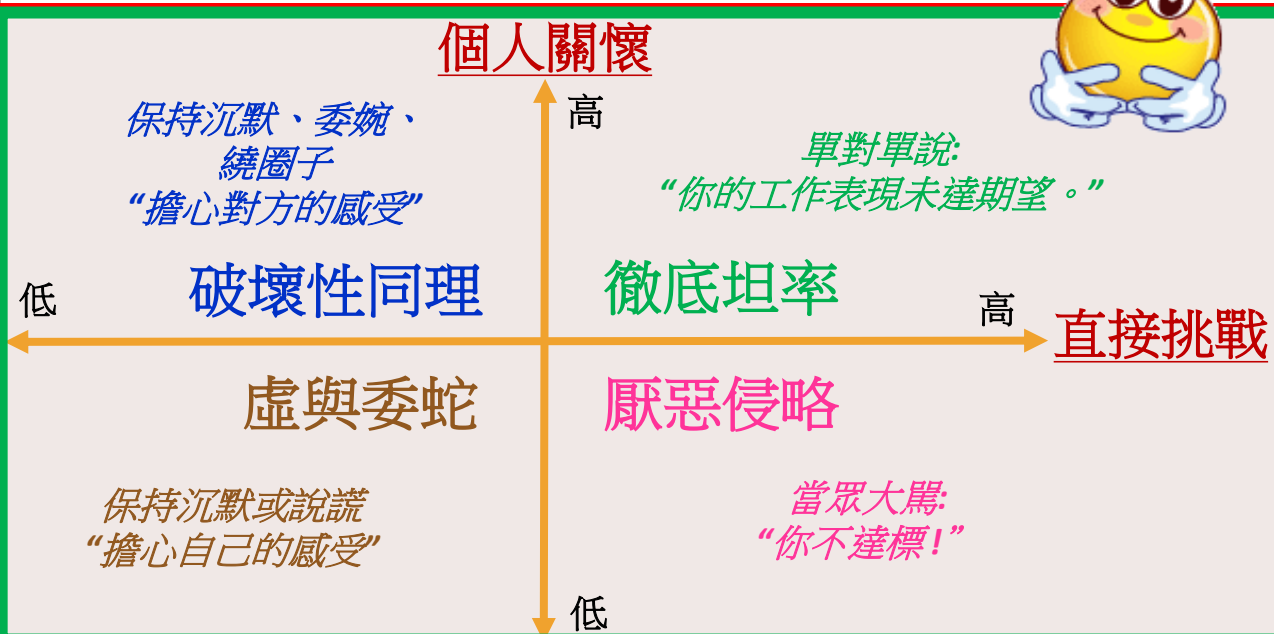 個人關懷
高
保持沉默、委婉、
繞圈子
“擔心對方的感受”
單對單說:
“你的工作表現未達期望。”
低
破壞性同理
徹底坦率
高
直接挑戰
虛與委蛇
厭惡侵略
保持沉默或說謊
“擔心自己的感受”
當眾大罵:
“你不達標!”
低